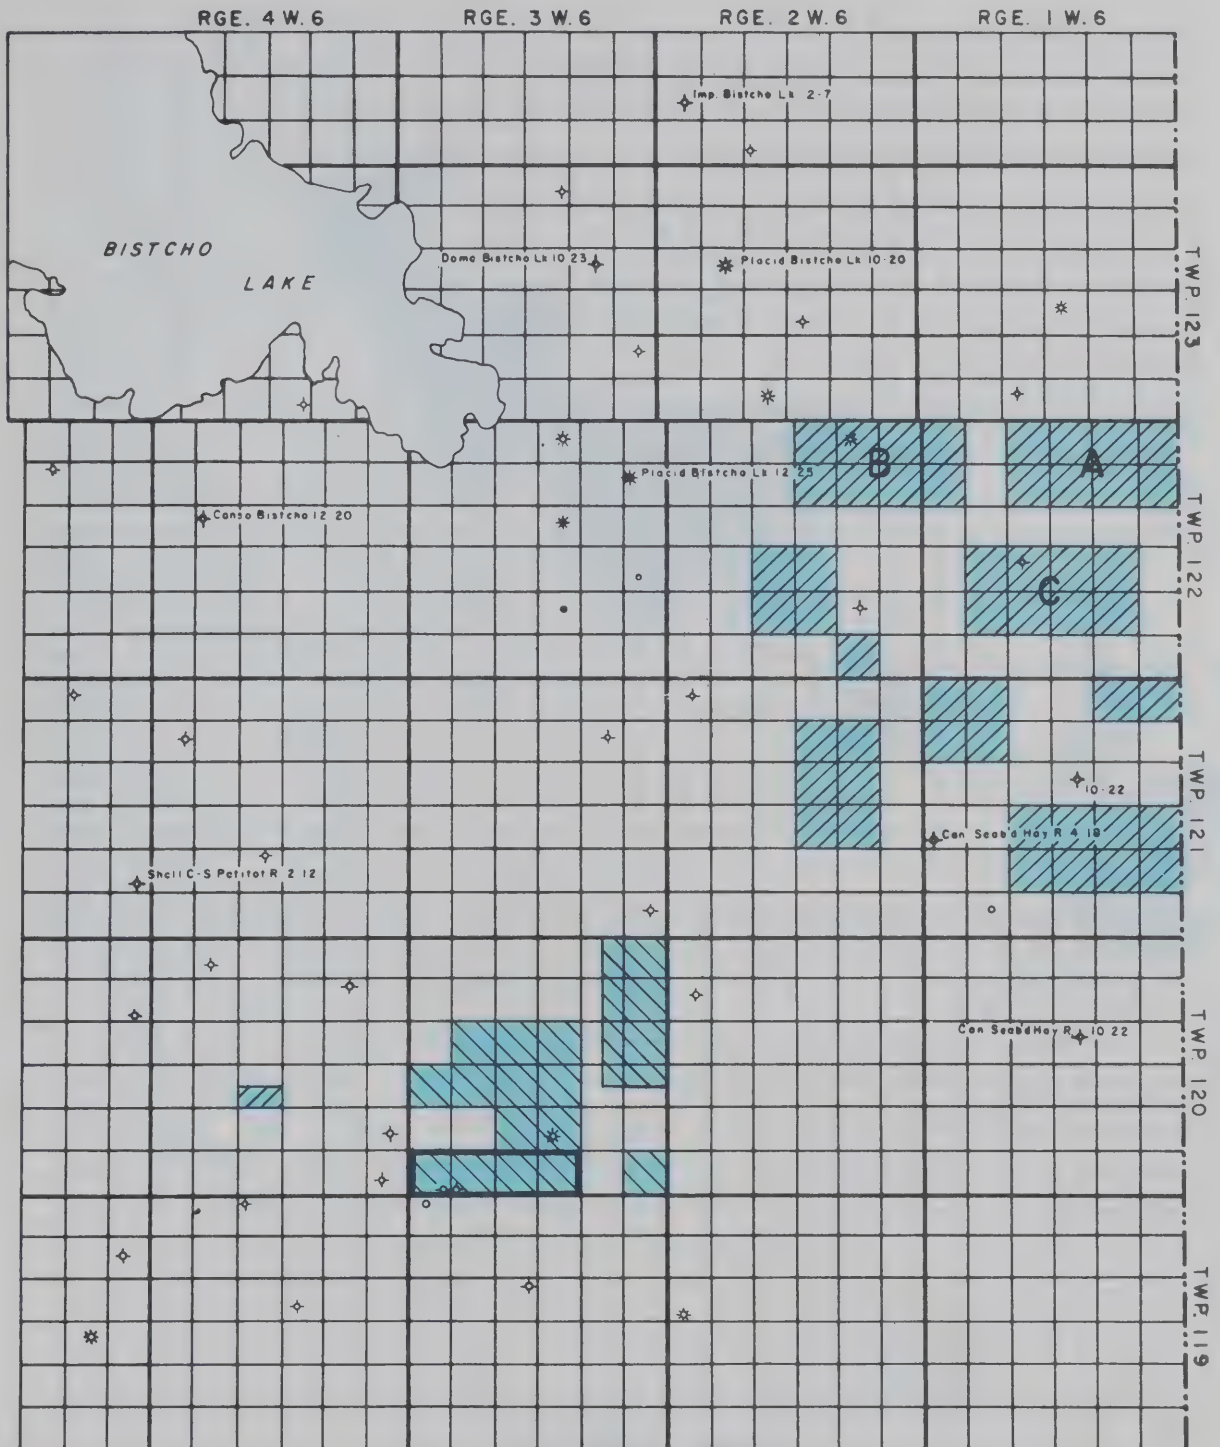 RGE. 4 W. 6 RGE. 3 W. 6 RGE. 2 W. 6 RGE. 1 W. 6
Imp. Bistcho Lk 2-7
BISTCHO
LAKE
Dome Bistcho Lk 10 23
Placid Bistcho Lk 10-20
TWP. 123
B
A
Placid Bistcho Lk 12 25
Canso Bistcho 12 20
TWP. 122
C
10-22
TWP. 121
Can Seab'd Hay R 4 18
Shell C-S Petitot R 2 12
Can Seab'd Hay R 10 22
TWP. 120
TWP. 119